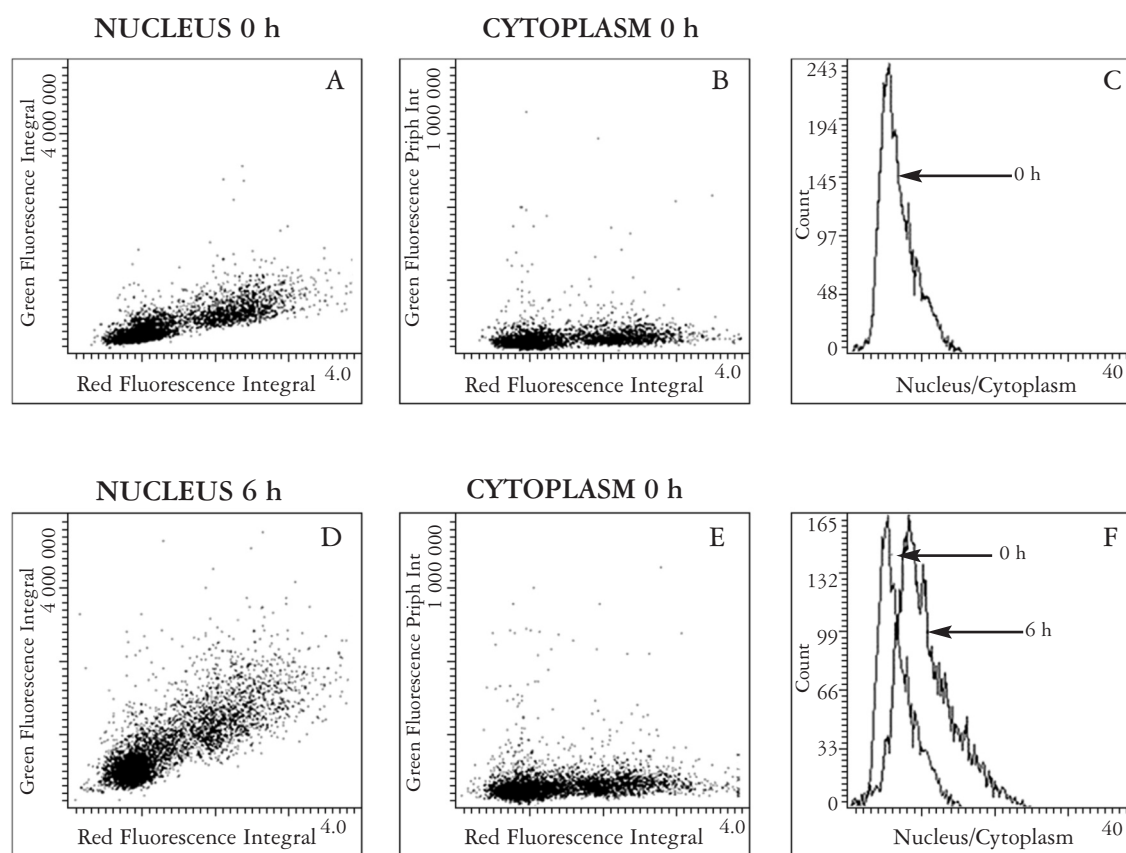 NUCLEUS 0 h
CYTOPLASM 0 h
A
Green Fluorescence Integral
4 000 000
Red Fluorescence Integral
4.0
B
Green Fluorescence Priph Int
1 000 000
Red Fluorescence Integral
4.0
C
Count
243
194
145
97
48
0
0 h
Nucleus/Cytoplasm
40
NUCLEUS 6 h
CYTOPLASM 0 h
D
Green Fluorescence Integral
4 000 000
Red Fluorescence Integral
4.0
E
Green Fluorescence Priph Int
1 000 000
Red Fluorescence Integral
4.0
F
Count
165
132
99
66
33
0
0 h
6 h
Nucleus/Cytoplasm
40